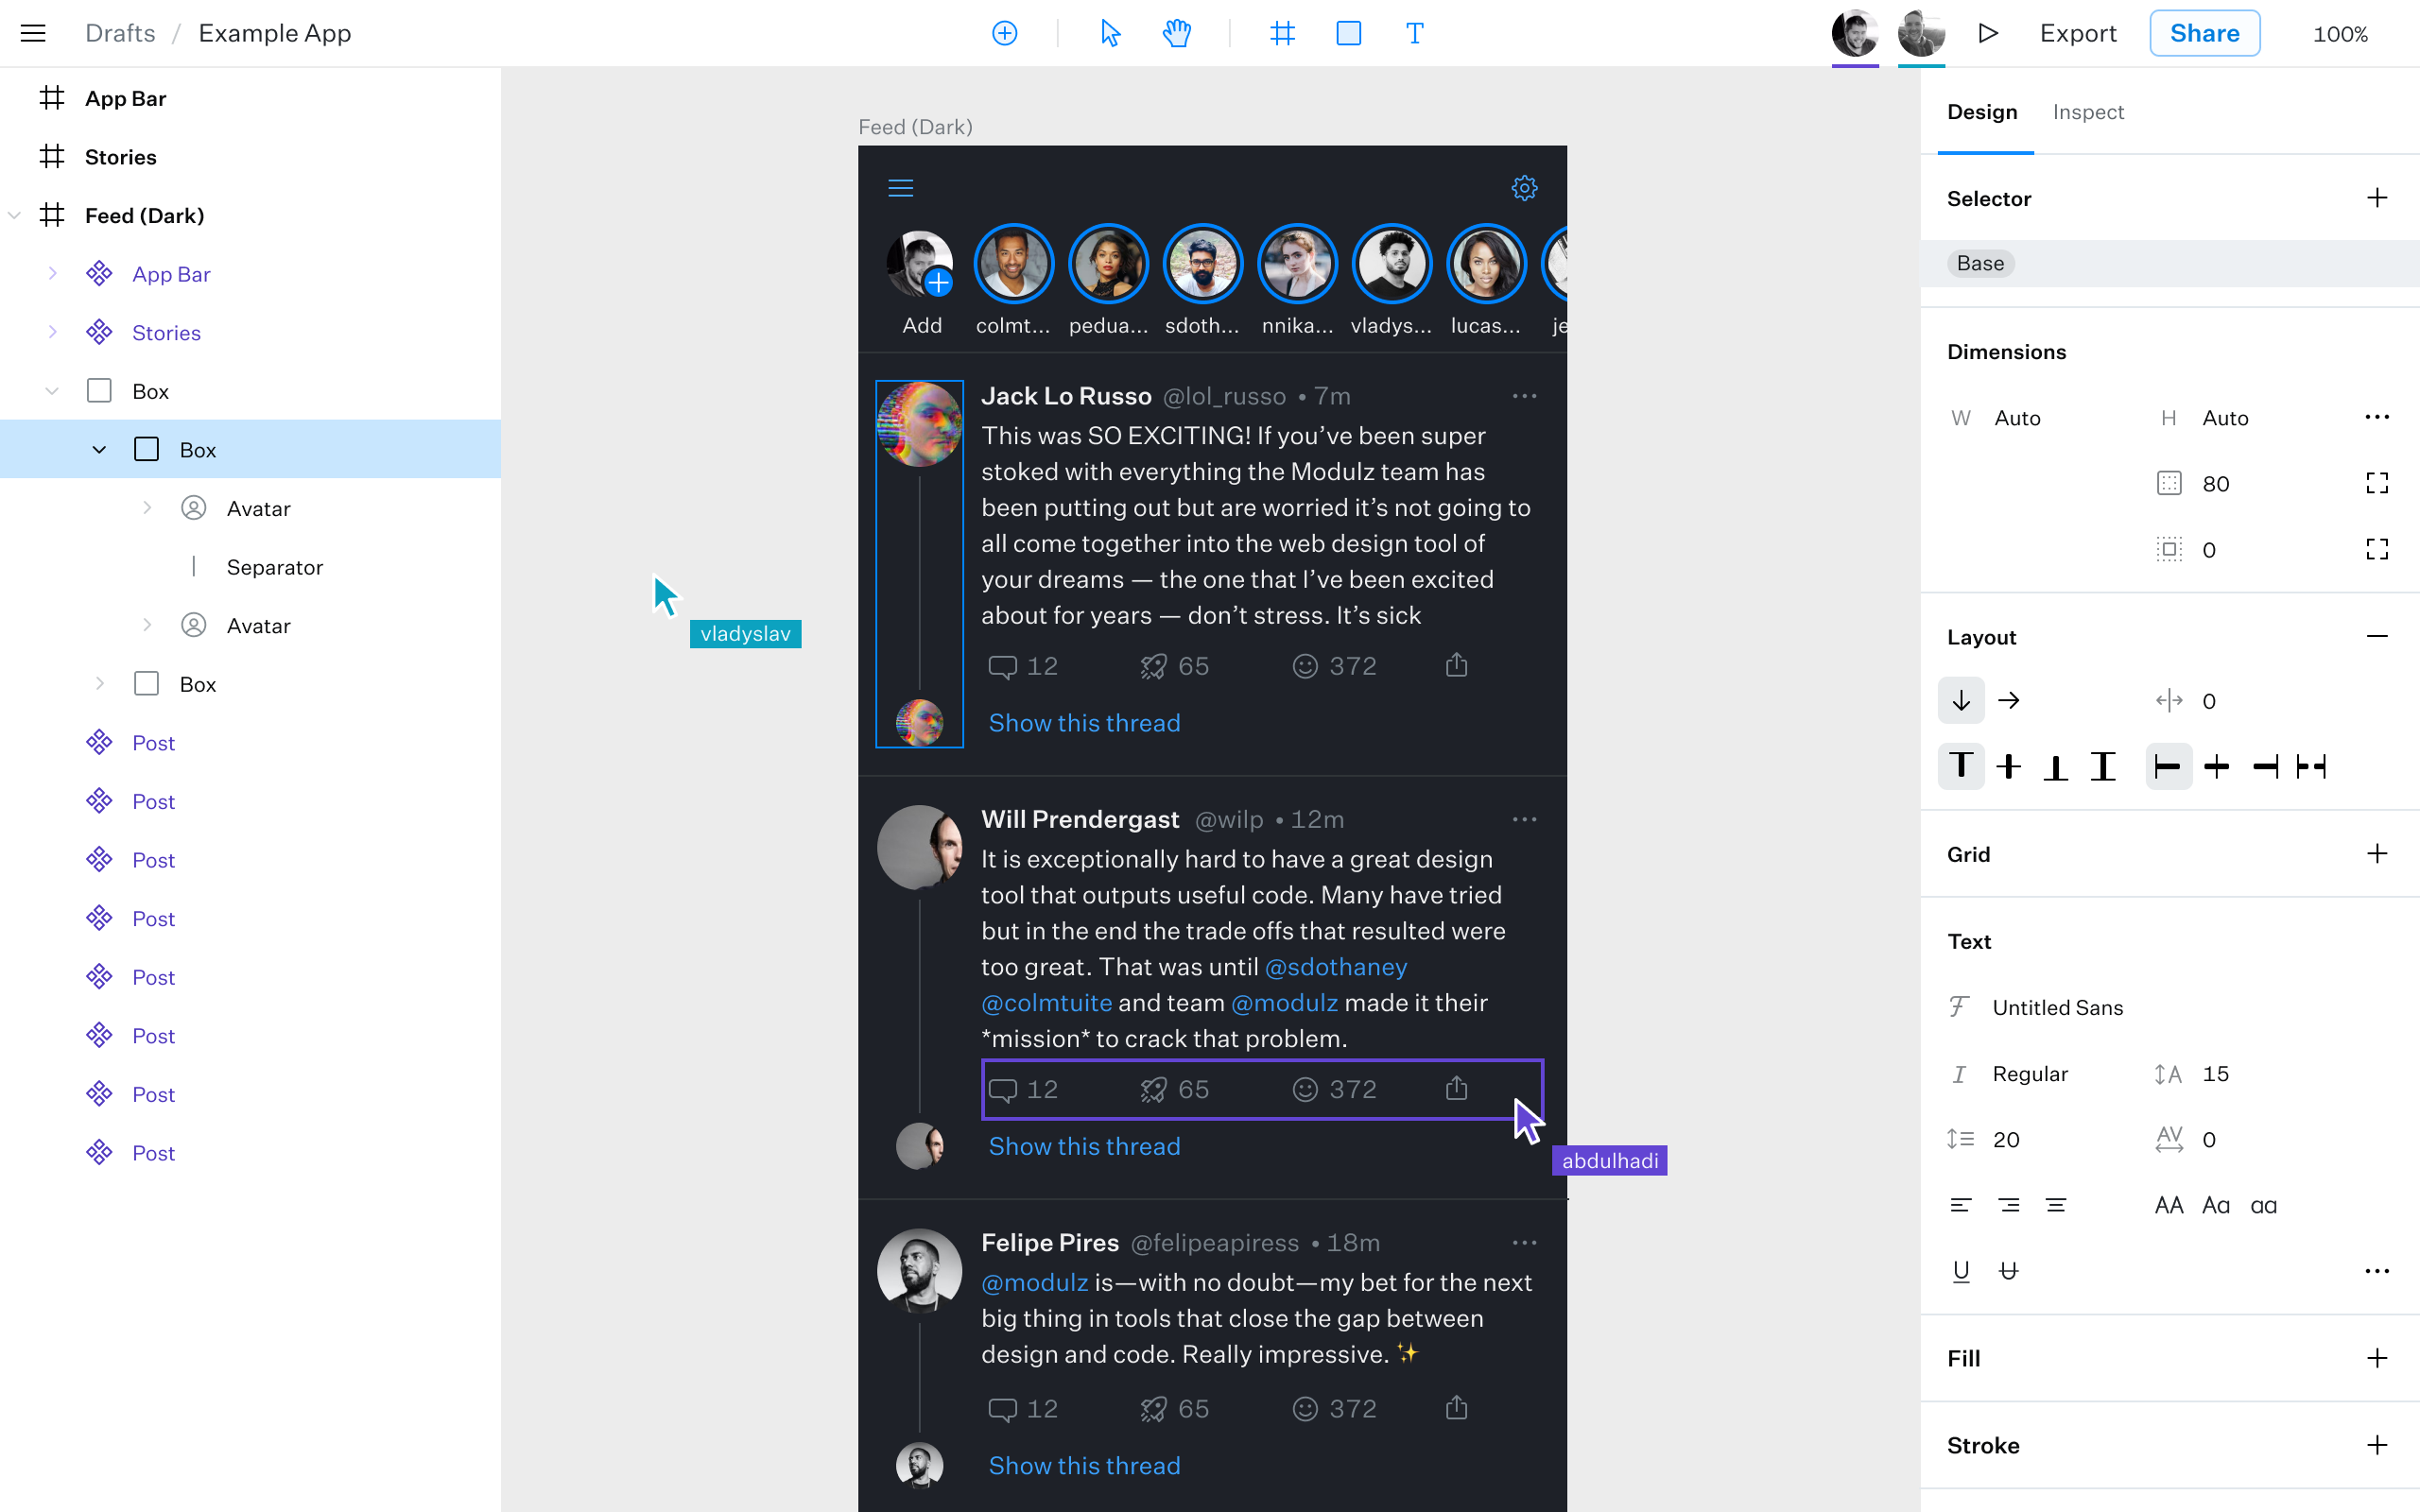 Drafts / Example App
Export
Share
100%
App Bar
Stories
Feed (Dark)
App Bar
Stories
Box
Box
Avatar
Separator
Avatar
Box
Post
Post
Post
Post
Post
Post
Post
Post
vladyslav
Feed (Dark)
Add
colmt...
pedua...
sdoth...
nnika...
vladys...
lucas...
je
Jack Lo Russo @lol_russo • 7m
This was SO EXCITING! If you’ve been super
stoked with everything the Modulz team has
been putting out but are worried it’s not going to
all come together into the web design tool of
your dreams — the one that I’ve been excited
about for years — don’t stress. It’s sick
12 65 372
Show this thread
Will Prendergast @wilp • 12m
It is exceptionally hard to have a great design
tool that outputs useful code. Many have tried
but in the end the trade offs that resulted were
too great. That was until @sdothaney
@colmtuite and team @modulz made it their
*mission* to crack that problem.
12 65 372
Show this thread
abdulhadi
Felipe Pires @felipeapiress • 18m
@modulz is—with no doubt—my bet for the next
big thing in tools that close the gap between
design and code. Really impressive. ✨
12 65 372
Show this thread
Design Inspect
Selector
Base
Dimensions
W Auto H Auto
80
0
Layout
0
Grid
Text
Untitled Sans
Regular 15
20 0
AA Aa aa
Fill
Stroke